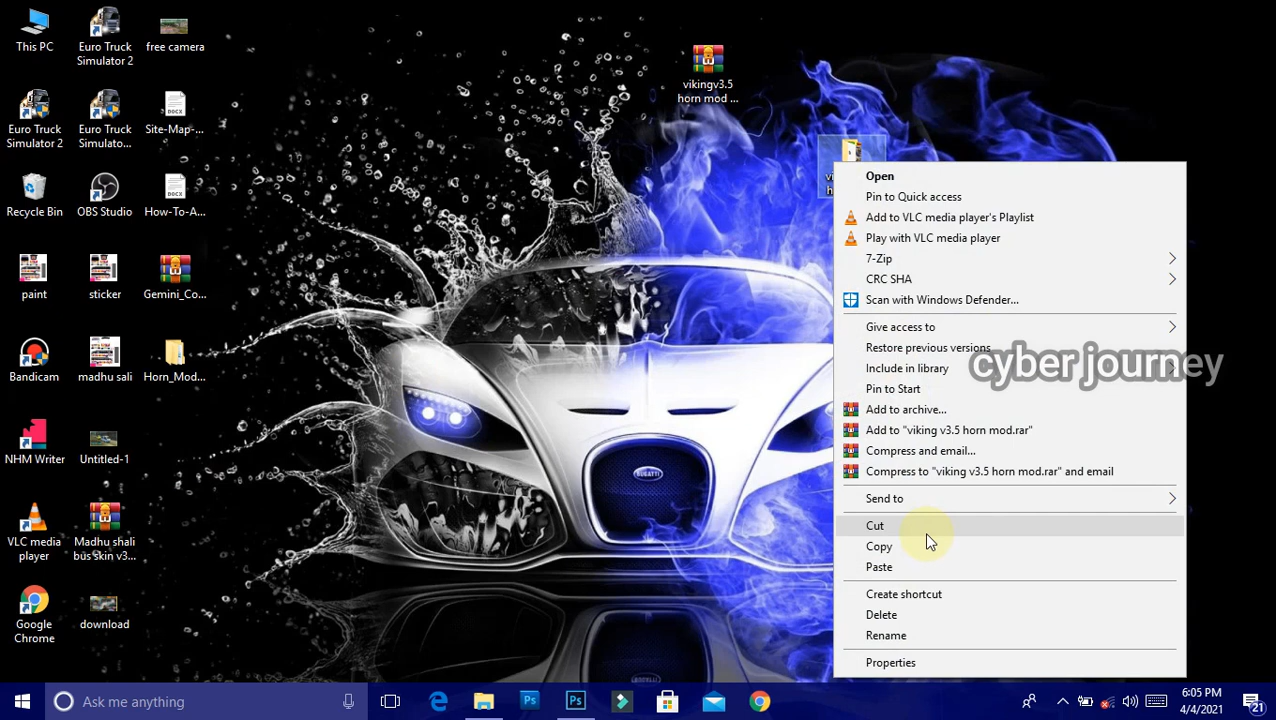 This PC
Euro Truck
Simulator 2
free camera
vikingv3.5
horn mod ...
Euro Truck
Simulator 2
Euro Truck
Simulato...
Site-Map-...
Recycle Bin
OBS Studio
How-To-A...
paint
sticker
Gemini_Co...
Bandicam
madhu sali
Horn_Mod...
NHM Writer
Untitled-1
VLC media
player
Madhu shali
bus skin v3...
Google
Chrome
download
Open
Pin to Quick access
Add to VLC media player's Playlist
Play with VLC media player
7-Zip
CRC SHA
Scan with Windows Defender...
Give access to
Restore previous versions
Include in library
Pin to Start
Add to archive...
Add to "viking v3.5 horn mod.rar"
Compress and email...
Compress to "viking v3.5 horn mod.rar" and email
Send to
Cut
Copy
Paste
Create shortcut
Delete
Rename
Properties
cyber journey
BUGATTI
Ask me anything
Ps
Ps
6:05 PM
4/4/2021
21